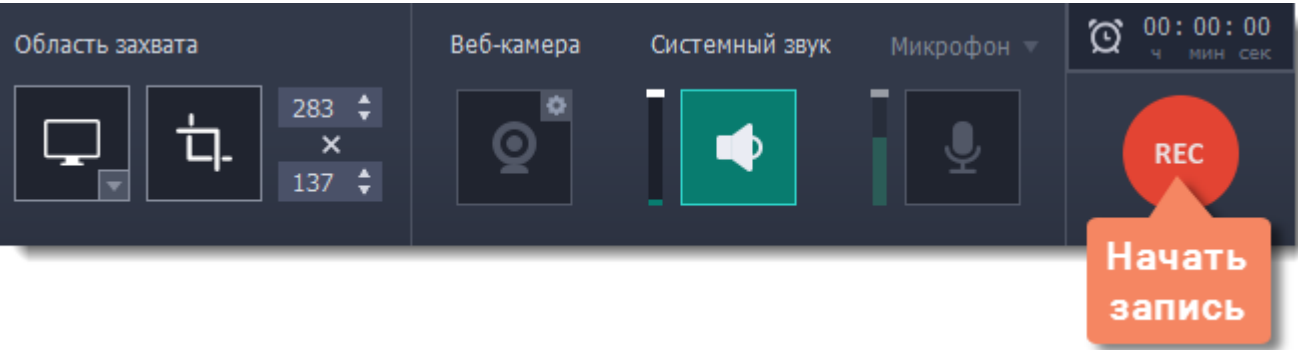 Область захвата
283
×
137
Веб-камера
Системный звук
Микрофон
00:00:00
ч мин сек
REC
Начать
запись